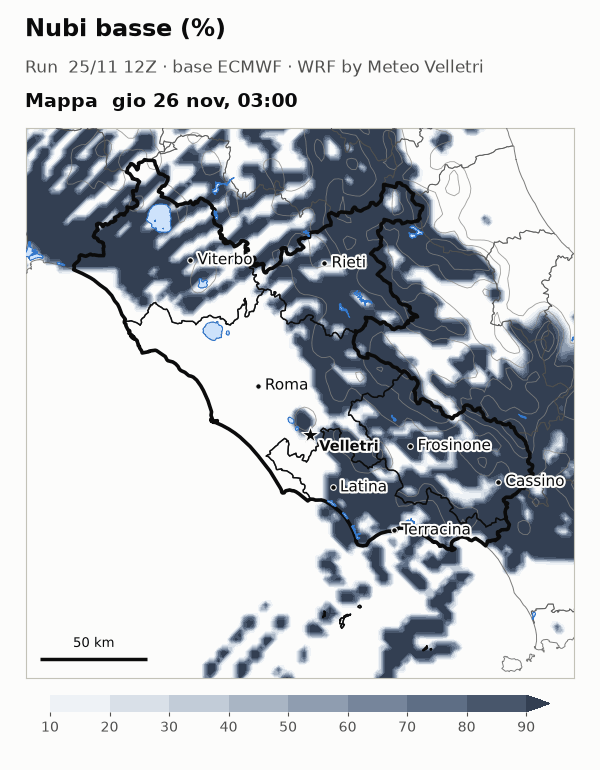 Nubi basse (%)
Run  25/11 12Z · base ECMWF · WRF by Meteo Velletri
Mappa  gio 26 nov, 03:00
Viterbo
Rieti
Roma
Velletri
Frosinone
Cassino
Latina
Terracina
50 km
10 20 30 40 50 60 70 80 90